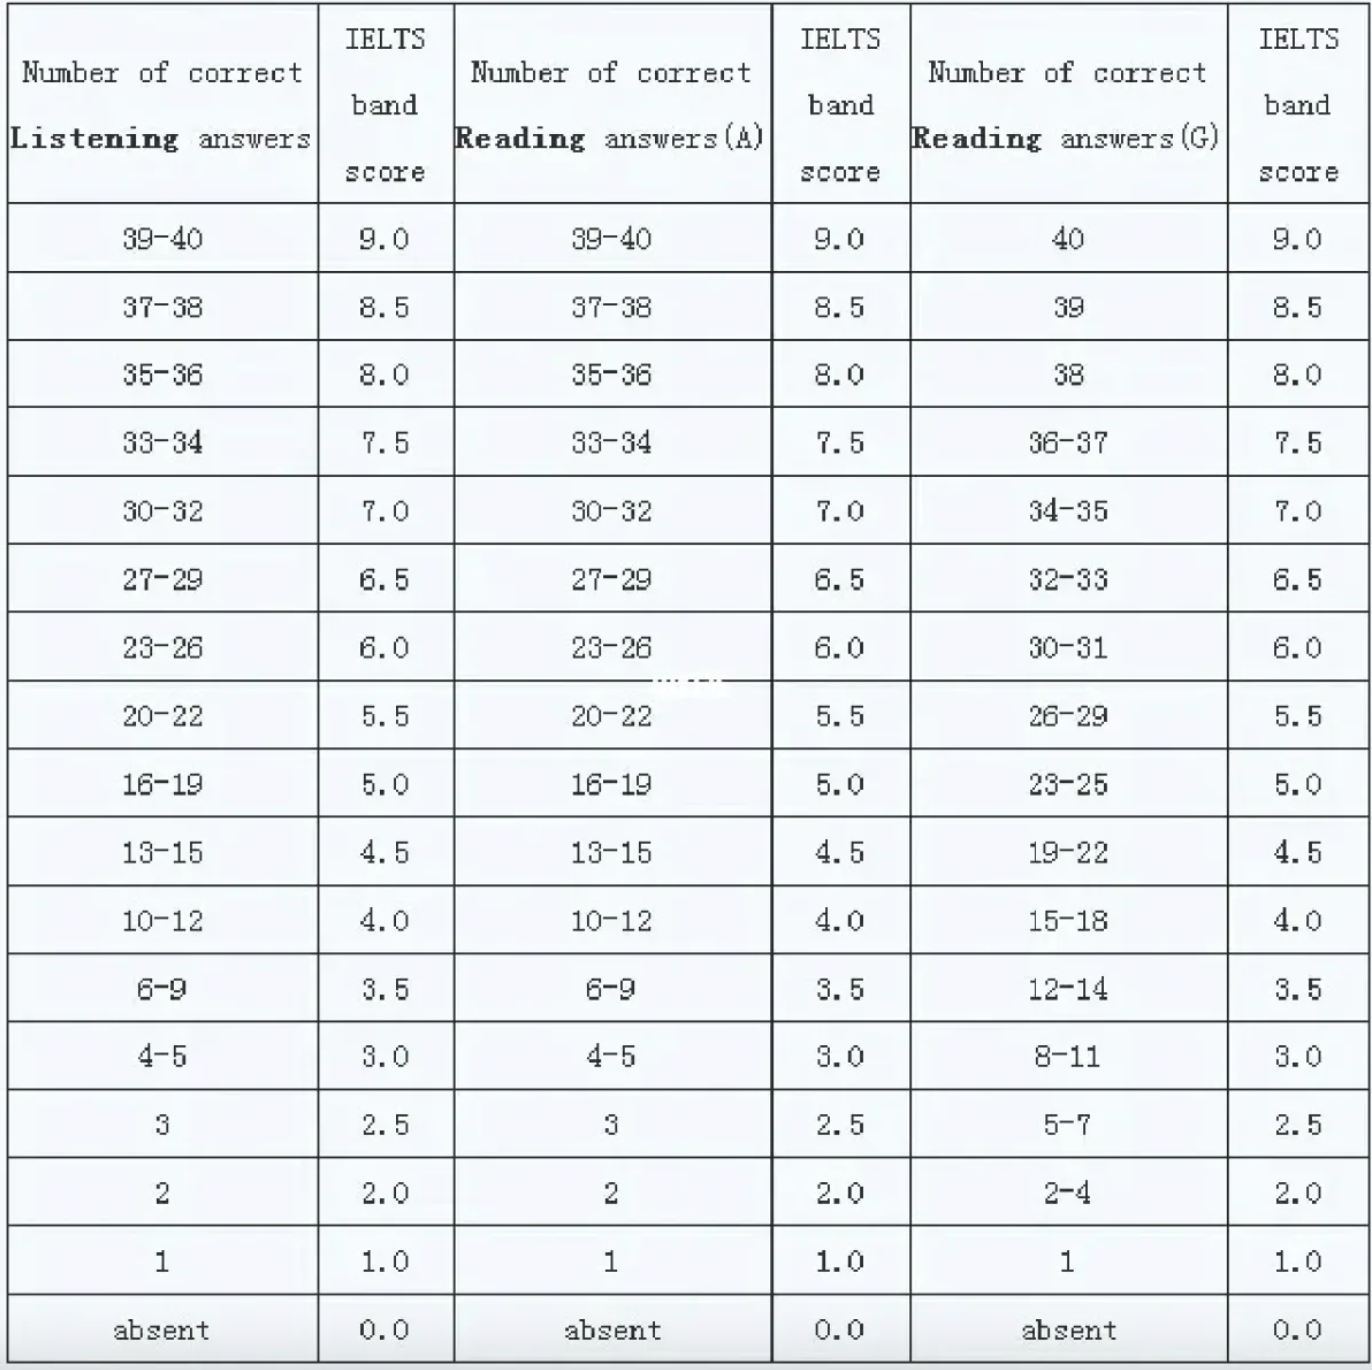 Number of correct Listening answers IELTS band score Number of correct Reading answers(A) IELTS band score Number of correct Reading answers(G) IELTS band score
39-40 9.0 39-40 9.0 40 9.0
37-38 8.5 37-38 8.5 39 8.5
35-36 8.0 35-36 8.0 38 8.0
33-34 7.5 33-34 7.5 36-37 7.5
30-32 7.0 30-32 7.0 34-35 7.0
27-29 6.5 27-29 6.5 32-33 6.5
23-26 6.0 23-26 6.0 30-31 6.0
20-22 5.5 20-22 5.5 26-29 5.5
16-19 5.0 16-19 5.0 23-25 5.0
13-15 4.5 13-15 4.5 19-22 4.5
10-12 4.0 10-12 4.0 15-18 4.0
6-9 3.5 6-9 3.5 12-14 3.5
4-5 3.0 4-5 3.0 8-11 3.0
3 2.5 3 2.5 5-7 2.5
2 2.0 2 2.0 2-4 2.0
1 1.0 1 1.0 1 1.0
absent 0.0 absent 0.0 absent 0.0